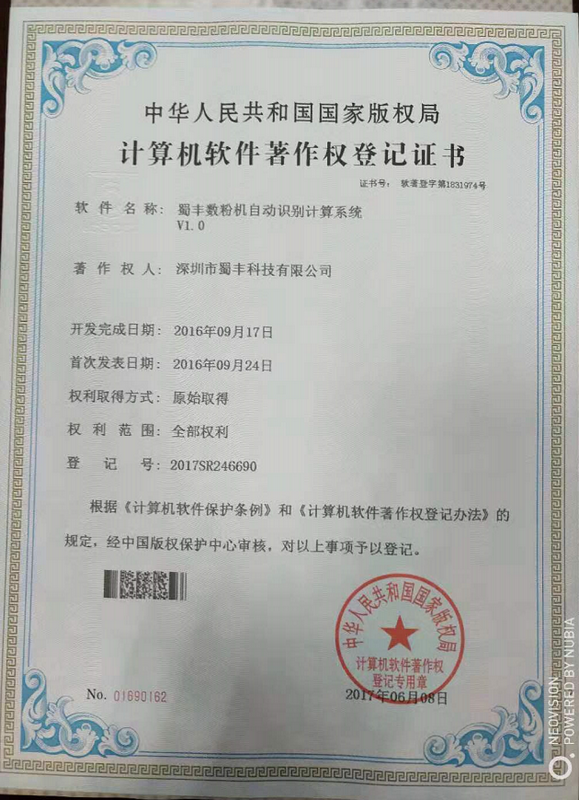 中华人民共和国国家版权局
计算机软件著作权登记证书
证书号： 软著登字第1831974号
软件名称： 蜀丰数粉机自动识别计算系统
V1.0
著作权人： 深圳市蜀丰科技有限公司
开发完成日期： 2016年09月17日
首次发表日期： 2016年09月24日
权利取得方式： 原始取得
权利范围： 全部权利
登记号： 2017SR246690
根据《计算机软件保护条例》和《计算机软件著作权登记办法》的
规定，经中国版权保护中心审核，对以上事项予以登记。
中华人民共和国国家版权局
计算机软件著作权
登记专用章
No. 01690162
2017年06月08日
NEOVISION
POWERED BY NUBIA